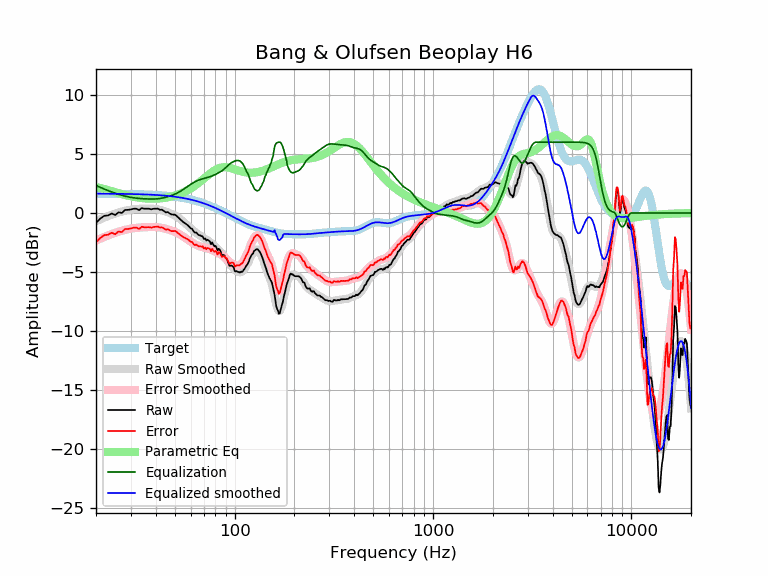 Bang & Olufsen Beoplay H6
Amplitude (dBr)
10
5
0
−5
−10
−15
−20
−25
Target
Raw Smoothed
Error Smoothed
Raw
Error
Parametric Eq
Equalization
Equalized smoothed
100 1000 10000
Frequency (Hz)